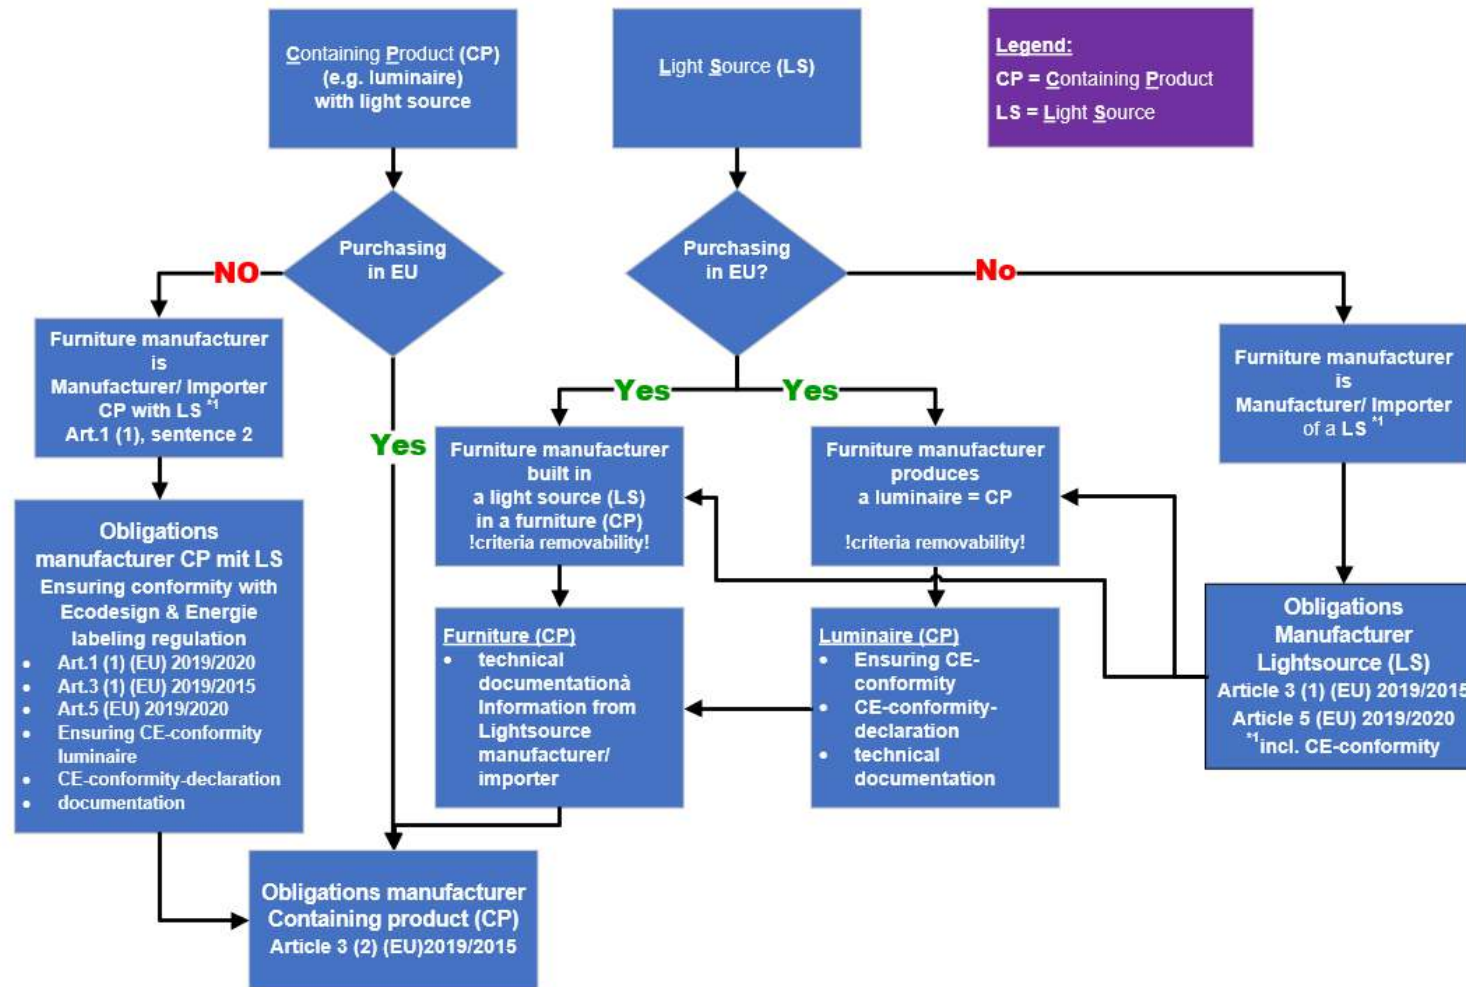 Containing Product (CP)
(e.g. luminaire)
with light source
Light Source (LS)
Legend:
CP = Containing Product
LS = Light Source
Purchasing
in EU
Purchasing
in EU?
NO
No
Furniture manufacturer
is
Manufacturer/ Importer
CP with LS *1
Art.1 (1), sentence 2
Furniture manufacturer
is
Manufacturer/ Importer
of a LS *1
Yes
Yes
Yes
Furniture manufacturer
built in
a light source (LS)
in a furniture (CP)
!criteria removability!
Furniture manufacturer
produces
a luminaire = CP
!criteria removability!
Obligations
manufacturer CP mit LS
Ensuring conformity with
Ecodesign & Energie
labeling regulation
• Art.1 (1) (EU) 2019/2020
• Art.3 (1) (EU) 2019/2015
• Art.5 (EU) 2019/2020
• Ensuring CE-conformity
luminaire
• CE-conformity-declaration
• documentation
Furniture (CP)
• technical
documentationà
Information from
Lightsource
manufacturer/
importer
Luminaire (CP)
• Ensuring CE-
conformity
• CE-conformity-
declaration
• technical
documentation
Obligations
Manufacturer
Lightsource (LS)
Article 3 (1) (EU) 2019/2015
Article 5 (EU) 2019/2020
*1incl. CE-conformity
Obligations manufacturer
Containing product (CP)
Article 3 (2) (EU)2019/2015